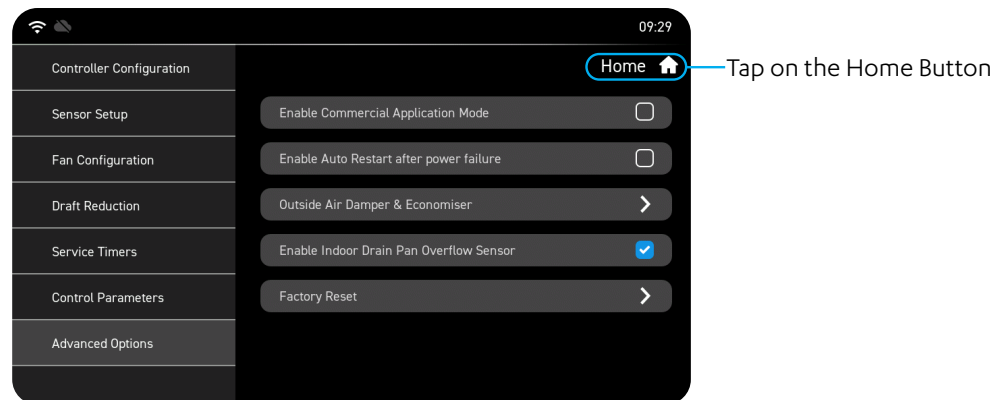 09:29
Controller Configuration
Home
Tap on the Home Button
Sensor Setup
Enable Commercial Application Mode
Fan Configuration
Enable Auto Restart after power failure
Draft Reduction
Outside Air Damper & Economiser
Service Timers
Enable Indoor Drain Pan Overflow Sensor
Control Parameters
Factory Reset
Advanced Options